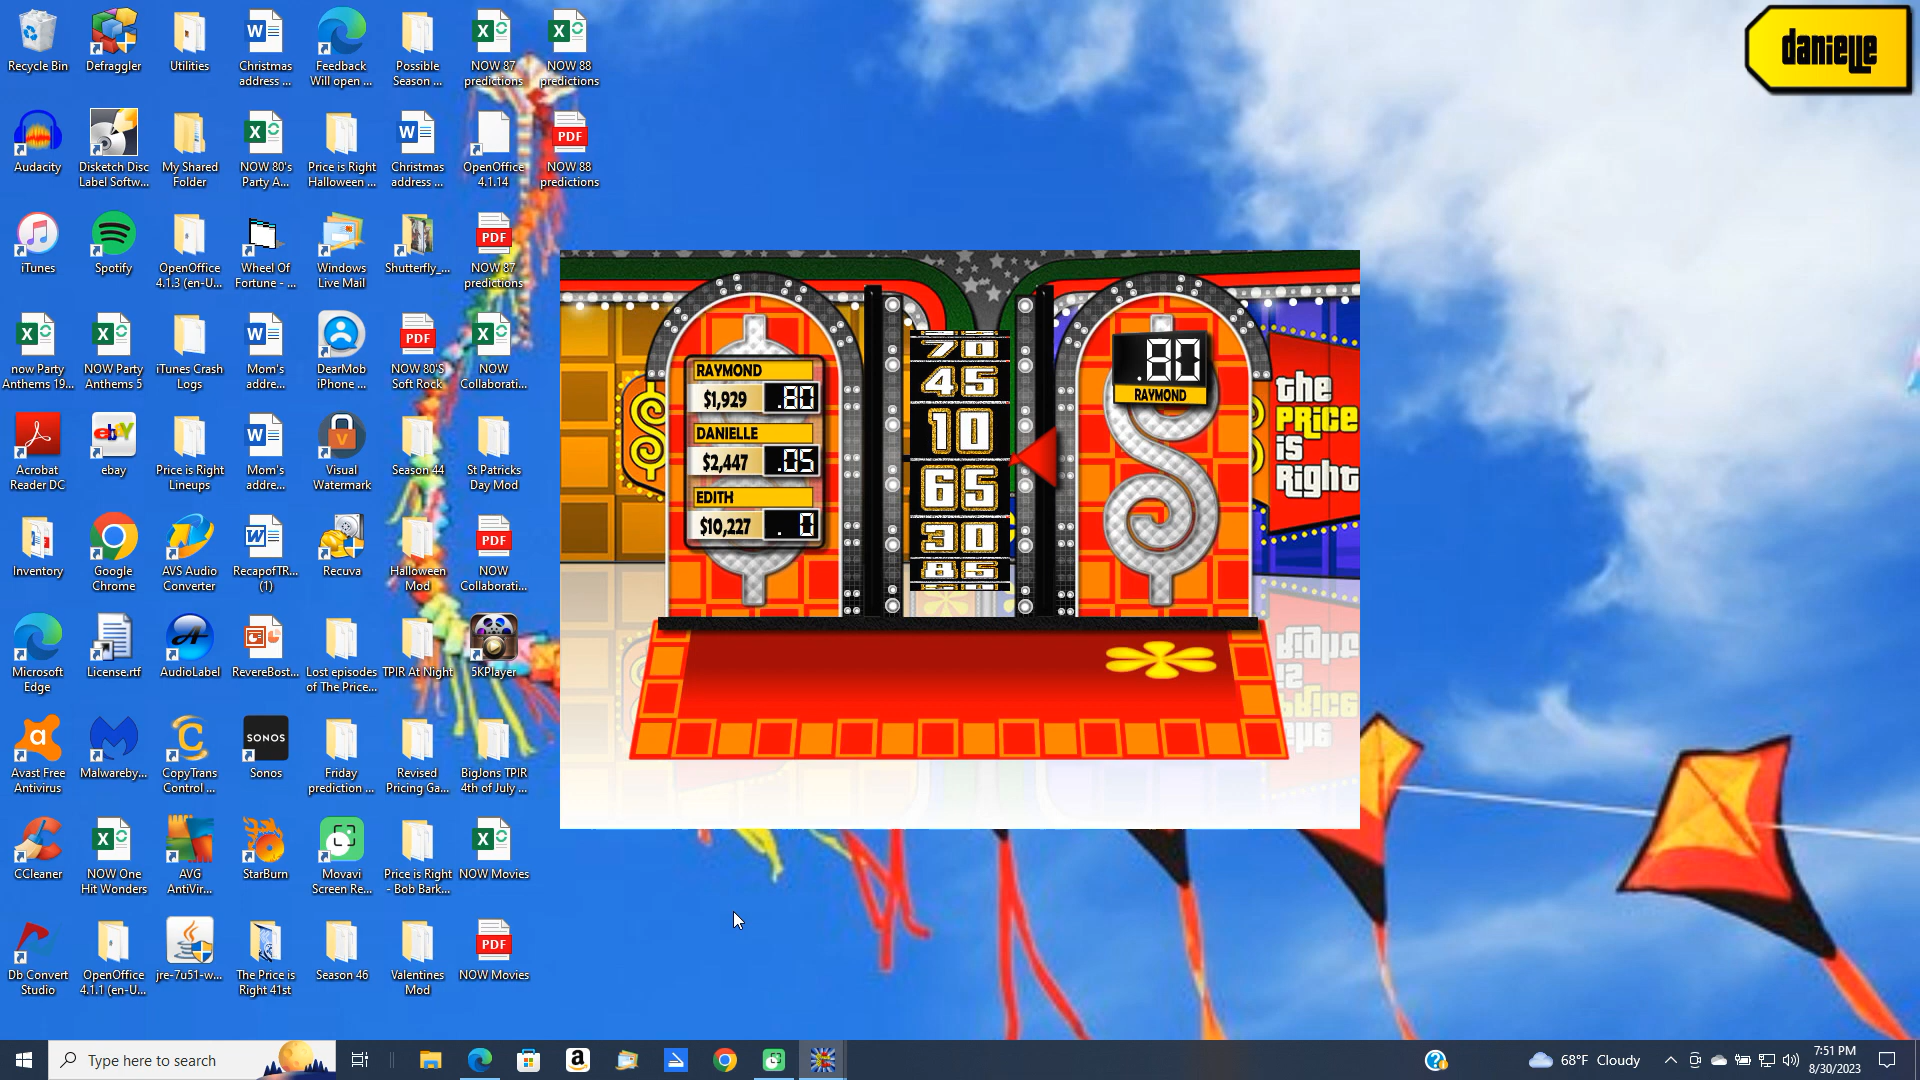 Recycle Bin
Defraggler
Utilities
Christmas
address ...
Feedback
Will open ...
Possible
Season ...
NOW 87
predictions
NOW 88
predictions
danielle
Audacity
Disketch Disc
Label Softw...
My Shared
Folder
NOW 80's
Party A...
Price is Right
Halloween ...
Christmas
address ...
OpenOffice
4.1.14
NOW 88
predictions
iTunes
Spotify
OpenOffice
4.1.3 (en-U...
Wheel Of
Fortune - ...
Windows
Live Mail
Shutterfly_...
NOW 87
predictions
now Party
Anthems 19...
NOW Party
Anthems 5
iTunes Crash
Logs
Mom's
addre...
DearMob
iPhone ...
NOW 80'S
Soft Rock
NOW
Collaborati...
Acrobat
Reader DC
ebay
Price is Right
Lineups
Mom's
addre...
Visual
Watermark
Season 44
St Patricks
Day Mod
Inventory
Google
Chrome
AVS Audio
Converter
RecapofTR...
(1)
Recuva
Halloween
Mod
NOW
Collaborati...
Microsoft
Edge
License.rtf
AudioLabel
RevereBost...
Lost episodes
of The Price...
TPIR At Night
5KPlayer
Avast Free
Antivirus
Malwareby...
CopyTrans
Control ...
SONOS
Sonos
Friday
prediction ...
Revised
Pricing Ga...
BigJons TPIR
4th of July ...
CCleaner
NOW One
Hit Wonders
AVG
AntiVir...
StarBurn
Movavi
Screen Re...
Price is Right
- Bob Bark...
NOW Movies
Db Convert
Studio
OpenOffice
4.1.1 (en-U...
jre-7u51-w...
The Price is
Right 41st
Season 46
Valentines
Mod
NOW Movies
RAYMOND
$1,929 .80
DANIELLE
$2,447 .05
EDITH
$10,227 . 0
70
45
10
65
30
85
.80
RAYMOND
the
PRICE
is
Right
Type here to search
68°F Cloudy
7:51 PM
8/30/2023